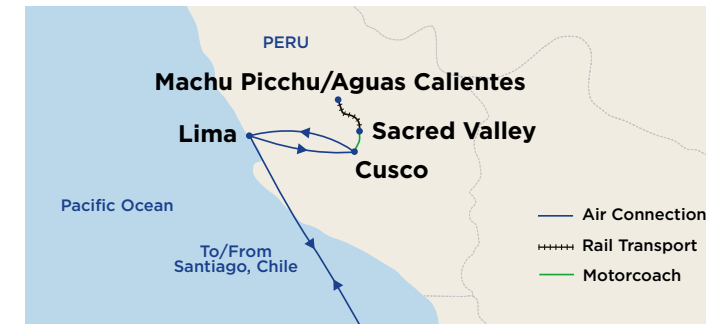 PERU
Machu Picchu/Aguas Calientes
Lima
Sacred Valley
Cusco
Pacific Ocean
To/From
Santiago, Chile
Air Connection
Rail Transport
Motorcoach